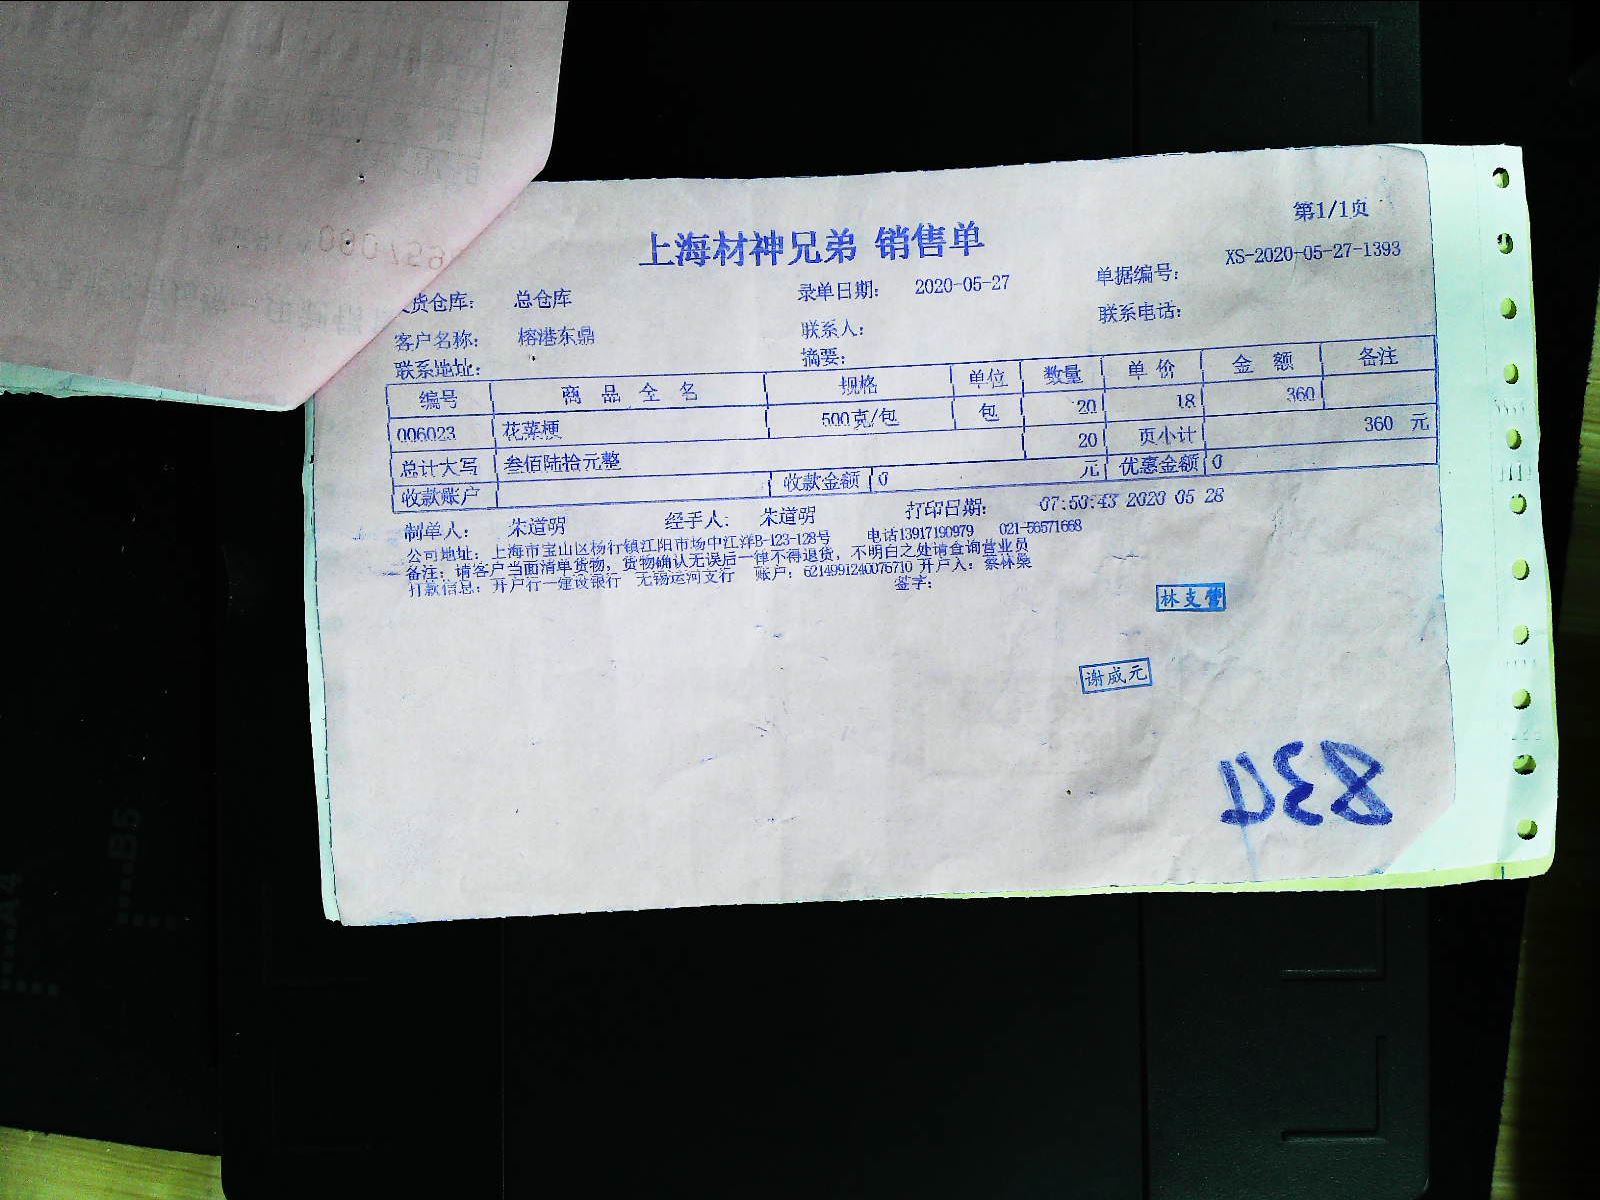 第1/1页
上海材神兄弟 销售单
货仓库: 总仓库 录单日期: 2020-05-27 单据编号: XS-2020-05-27-1393
客户名称: 榕港东鼎 联系人: 联系电话:
联系地址: 摘要:
编号 商品全名 规格 单位 数量 单价 金额 备注
006023 花菜梗 500克/包 包 20 18 360
20 页小计 360 元
总计大写 叁佰陆拾元整
收款账户 收款金额 0 元 优惠金额 0
制单人: 朱道明 经手人: 朱道明 打印日期: 07:50:43 2020 05 28
公司地址: 上海市宝山区杨行镇江阳市场中江洋B-123-128号 电话13917190979 021-56571668
备注: 请客户当面清单货物, 货物确认无误后一律不得退货, 不明白之处请查询营业员
打款信息: 开户行—建设银行 无锡运河支行 账户: 6214991240076710 开户人: 蔡林燊
签字:
林支营
谢威元
834
B5
A4